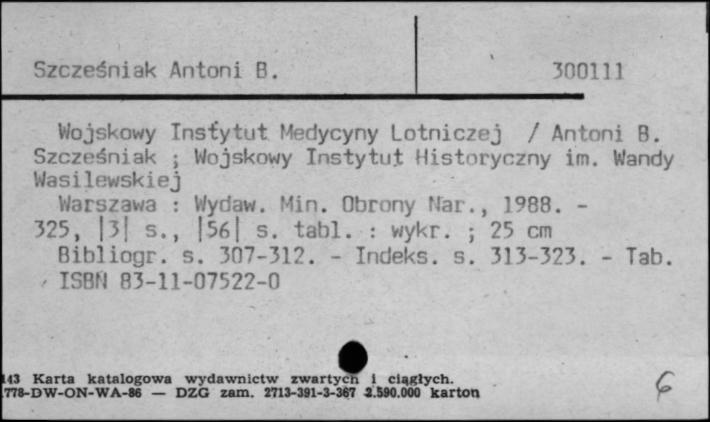 Szcześniak Antoni B. 300111
Wojskowy Instytut Medycyny Lotniczej / Antoni B.
Szcześniak ; Wojskowy Instytut Historyczny im. Wandy
Wasilewskiej
Warszawa : Wydaw. Min. Obrony Nar., 1988. -
325, |3| s., |56| s. tabl. : wykr. ; 25 cm
Bibliogr. s. 307-312. - Indeks. s. 313-323. - Tab.
ISBN 83-11-07522-0
143 Karta katalogowa wydawnictw zwartych i ciągłych.
778-DW-ON-WA-86 — DZG zam. 2713-391-3-367 2.590.000 karton
6